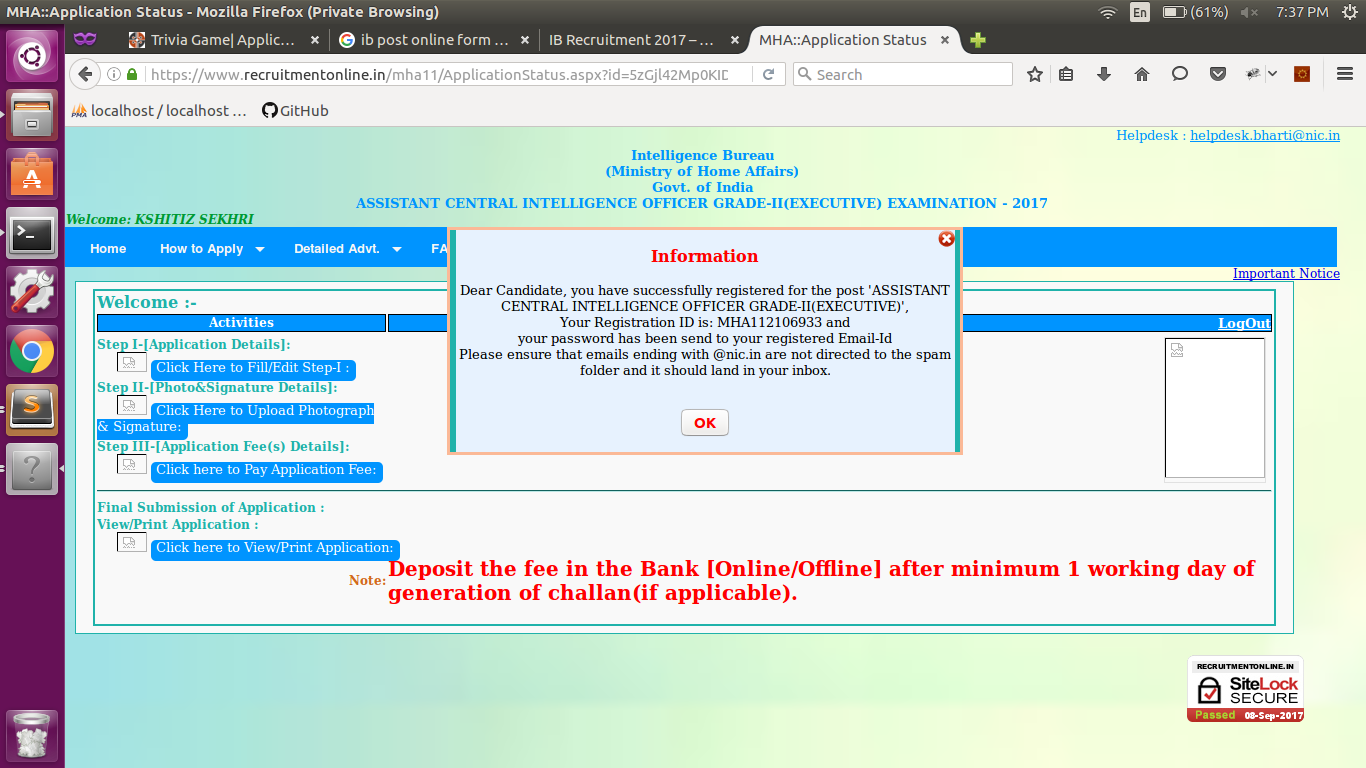 MHA::Application Status - Mozilla Firefox (Private Browsing)
En (61%) 7:37 PM
Trivia Game| Applic... × ib post online form ... × IB Recruitment 2017 – ... × MHA::Application Status ×
https://www.recruitmentonline.in/mha11/ApplicationStatus.aspx?id=5zGjl42Mp0KID
Search
localhost / localhost ... GitHub
Helpdesk : helpdesk.bharti@nic.in
Intelligence Bureau
(Ministry of Home Affairs)
Govt. of India
ASSISTANT CENTRAL INTELLIGENCE OFFICER GRADE-II(EXECUTIVE) EXAMINATION - 2017
Welcome: KSHITIZ SEKHRI
Home How to Apply Detailed Advt. FA
Important Notice
Information
Dear Candidate, you have successfully registered for the post 'ASSISTANT
CENTRAL INTELLIGENCE OFFICER GRADE-II(EXECUTIVE)',
Your Registration ID is: MHA112106933 and
your password has been send to your registered Email-Id
Please ensure that emails ending with @nic.in are not directed to the spam
folder and it should land in your inbox.
OK
Welcome :-
Activities
LogOut
Step I-[Application Details]:
Click Here to Fill/Edit Step-I :
Step II-[Photo&Signature Details]:
Click Here to Upload Photograph
& Signature:
Step III-[Application Fee(s) Details]:
Click here to Pay Application Fee:
Final Submission of Application :
View/Print Application :
Click here to View/Print Application:
Note: Deposit the fee in the Bank [Online/Offline] after minimum 1 working day of
generation of challan(if applicable).
RECRUITMENTONLINE.IN
SiteLock
SECURE
Passed 08-Sep-2017